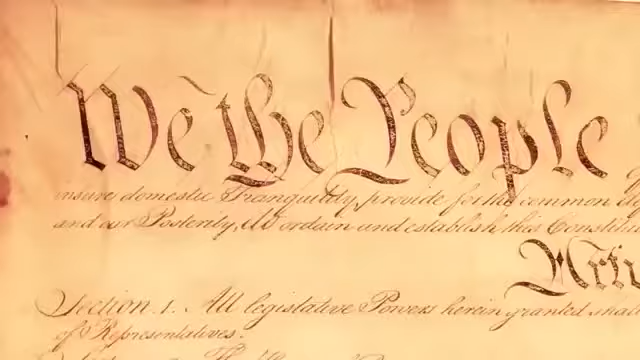 We the People
insure domestic Tranquility, provide for the common
and our Posterity, do ordain and establish this Constitu
Arti
Section. 1. All legislative Powers herein granted shall
of Representatives.